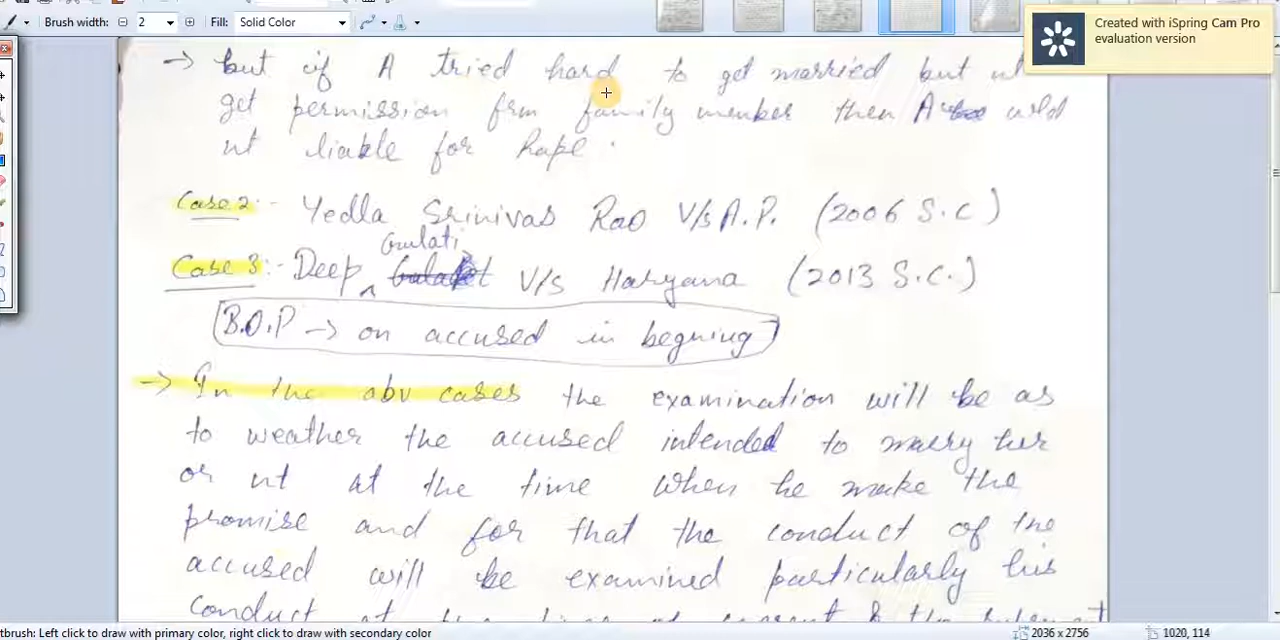 Brush width: 2 Fill: Solid Color
Created with iSpring Cam Pro
evaluation version
→ but if A tried hard to get married but nt
get permission frm family member then A wld
nt liable for Rape.
Case 2:- Yedla Srinivas Rao V/s A.P. (2006 S.C)
Gulati
Case 3:- Deep ^ V/s Haryana (2013 S.C.)
B.O.P → on accused in begning
→ In the abv cases the examination will be as
to weather the accused intended to marry her
or nt at the time when he make the
promise and for that the conduct of the
accused will be examined particularly his
conduct at
ntbrush: Left click to draw with primary color, right click to draw with secondary color
2036 x 2756
1020, 114